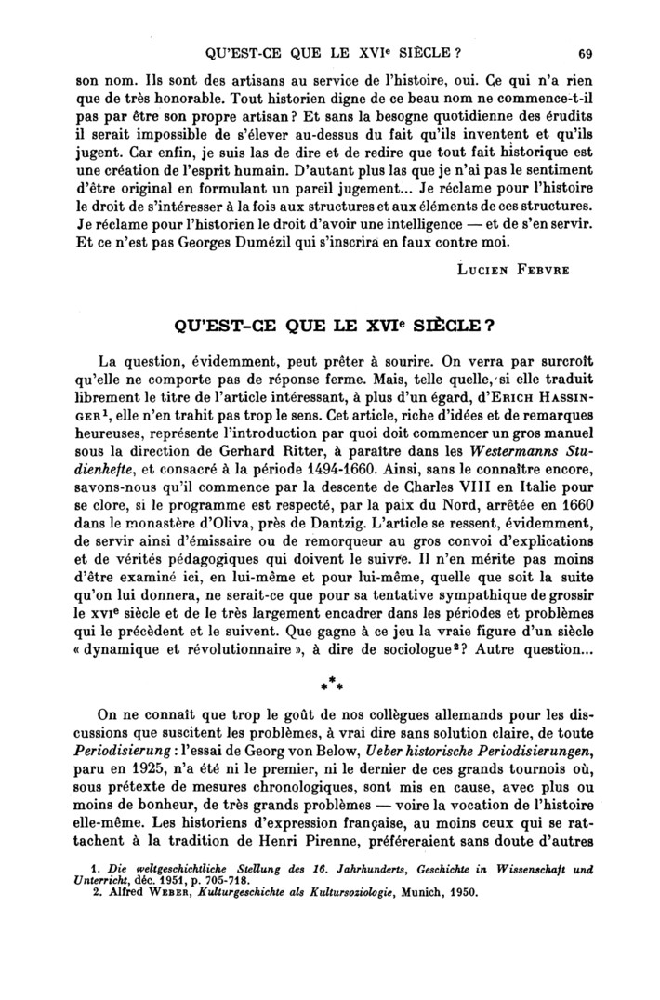 QU'EST-CE QUE LE XVIe SIÈCLE ? 69
son nom. Ils sont des artisans au service de l'histoire, oui. Ce qui n'a rien
que de très honorable. Tout historien digne de ce beau nom ne commence-t-il
pas par être son propre artisan ? Et sans la besogne quotidienne des érudits
il serait impossible de s'élever au-dessus du fait qu'ils inventent et qu'ils
jugent. Car enfin, je suis las de dire et de redire que tout fait historique est
une création de l'esprit humain. D'autant plus las que je n'ai pas le sentiment
d'être original en formulant un pareil jugement... Je réclame pour l'histoire
le droit de s'intéresser à la fois aux structures et aux éléments de ces structures.
Je réclame pour l'historien le droit d'avoir une intelligence — et de s'en servir.
Et ce n'est pas Georges Dumézil qui s'inscrira en faux contre moi.
LUCIEN FEBVRE
QU'EST-CE QUE LE XVIe SIÈCLE ?
La question, évidemment, peut prêter à sourire. On verra par surcroît
qu'elle ne comporte pas de réponse ferme. Mais, telle quelle, si elle traduit
librement le titre de l'article intéressant, à plus d'un égard, d'ERICH HASSIN-
GER1, elle n'en trahit pas trop le sens. Cet article, riche d'idées et de remarques
heureuses, représente l'introduction par quoi doit commencer un gros manuel
sous la direction de Gerhard Ritter, à paraître dans les Westermanns Stu-
dienhefte, et consacré à la période 1494-1660. Ainsi, sans le connaître encore,
savons-nous qu'il commence par la descente de Charles VIII en Italie pour
se clore, si le programme est respecté, par la paix du Nord, arrêtée en 1660
dans le monastère d'Oliva, près de Dantzig. L'article se ressent, évidemment,
de servir ainsi d'émissaire ou de remorqueur au gros convoi d'explications
et de vérités pédagogiques qui doivent le suivre. Il n'en mérite pas moins
d'être examiné ici, en lui-même et pour lui-même, quelle que soit la suite
qu'on lui donnera, ne serait-ce que pour sa tentative sympathique de grossir
le XVIe siècle et de le très largement encadrer dans les périodes et problèmes
qui le précèdent et le suivent. Que gagne à ce jeu la vraie figure d'un siècle
« dynamique et révolutionnaire », à dire de sociologue2 ? Autre question...
***
On ne connaît que trop le goût de nos collègues allemands pour les dis-
cussions que suscitent les problèmes, à vrai dire sans solution claire, de toute
Periodisierung : l'essai de Georg von Below, Ueber historische Periodisierungen,
paru en 1925, n'a été ni le premier, ni le dernier de ces grands tournois où,
sous prétexte de mesures chronologiques, sont mis en cause, avec plus ou
moins de bonheur, de très grands problèmes — voire la vocation de l'histoire
elle-même. Les historiens d'expression française, au moins ceux qui se rat-
tachent à la tradition de Henri Pirenne, préféreraient sans doute d'autres
1. Die weltgeschichtliche Stellung des 16. Jahrhunderts, Geschichte in Wissenschaft und
Unterricht, déc. 1951, p. 705-718.
2. Alfred WEBER, Kulturgeschichte als Kultursoziologie, Munich, 1950.